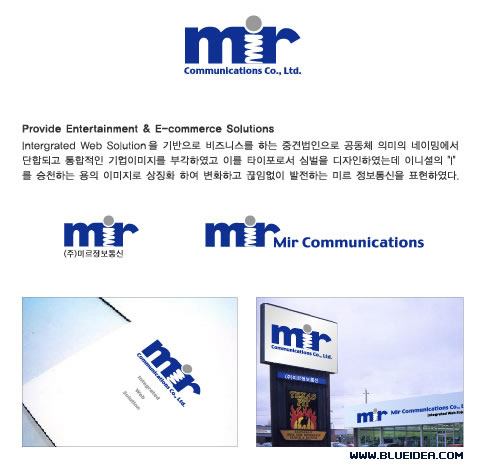 mir
Communications Co., Ltd.
Provide Entertainment & E-commerce Solutions
Intergrated Web Solution을 기반으로 비즈니스를 하는 중견법인으로 공동체 의미의 네이밍에서
단합되고 통합적인 기업이미지를 부각하였고 이를 타이포로서 심벌을 디자인하였는데 이니셜의 "i"
를 승천하는 용의 이미지로 상징화 하여 변화하고 끊임없이 발전하는 미르 정보통신을 표현하였다.
mir
(주)미르정보통신
mir Mir Communications
mir
Communications Co., Ltd.
Integrated
Web
Solution
mir
Communications Co., Ltd.
(주)미르정보통신
mir Mir Communications Co., L
Integrated Web
WWW.BLUEIDEA.COM